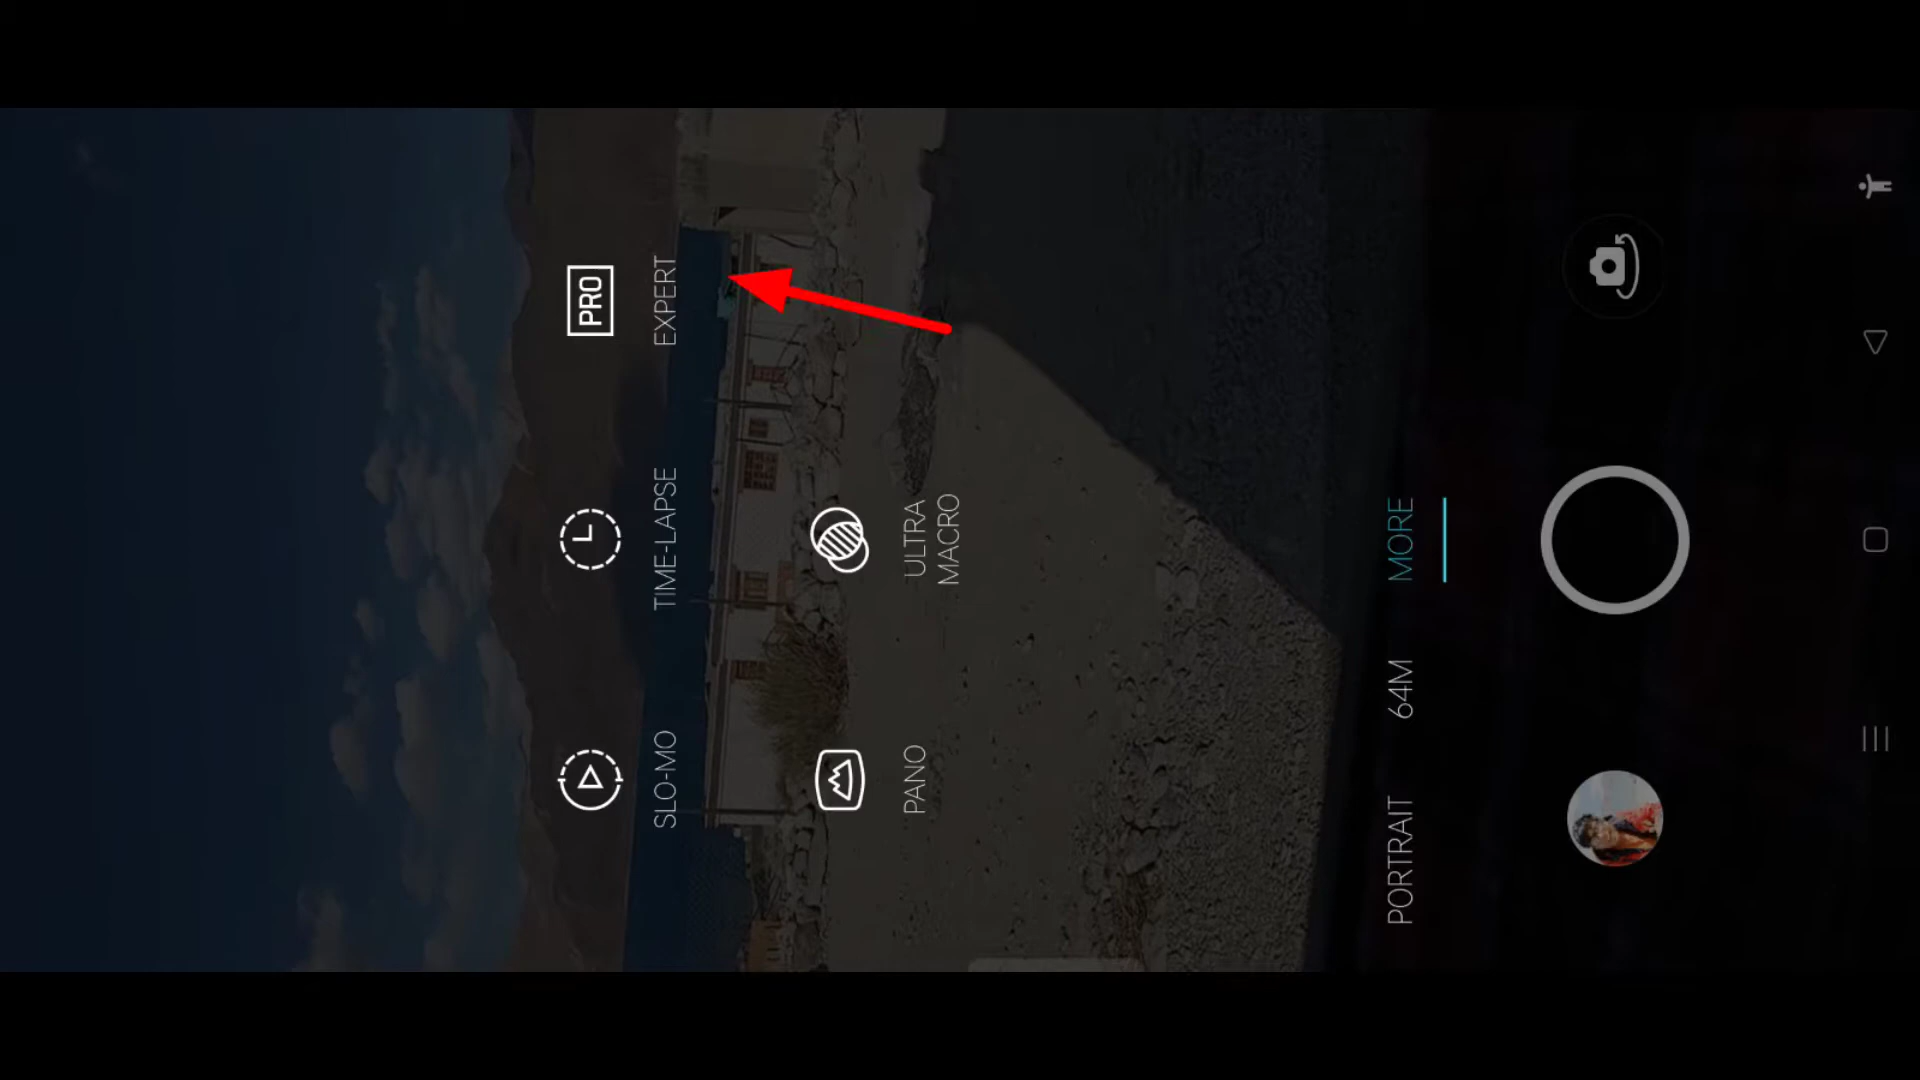 SLO-MO
TIME-LAPSE
PRO
EXPERT
PANO
ULTRA
MACRO
PORTRAIT
64M
MORE